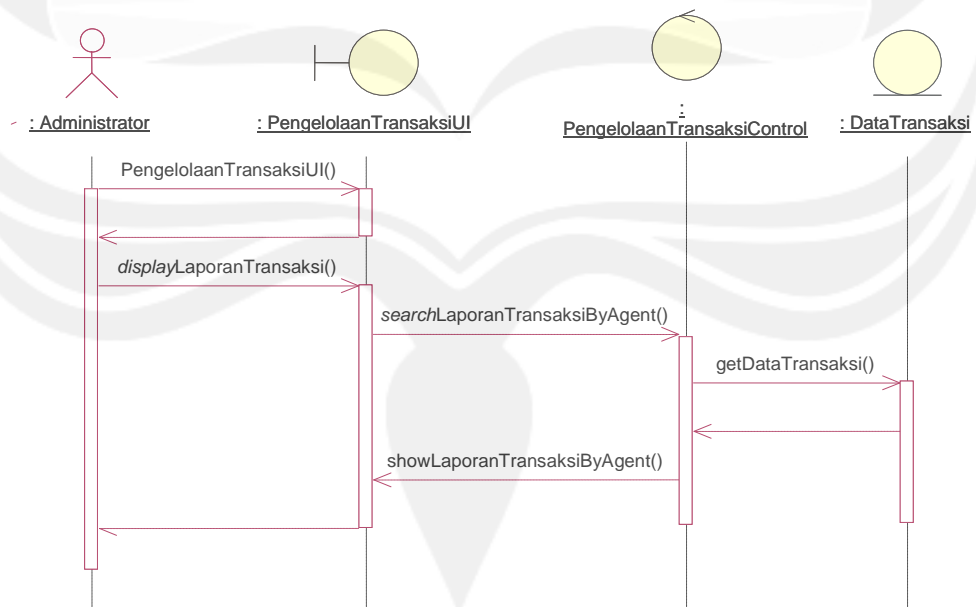 : Administrator
: PengelolaanTransaksiUI
:
PengelolaanTransaksiControl
: DataTransaksi
PengelolaanTransaksiUI()
displayLaporanTransaksi()
searchLaporanTransaksiByAgent()
getDataTransaksi()
showLaporanTransaksiByAgent()